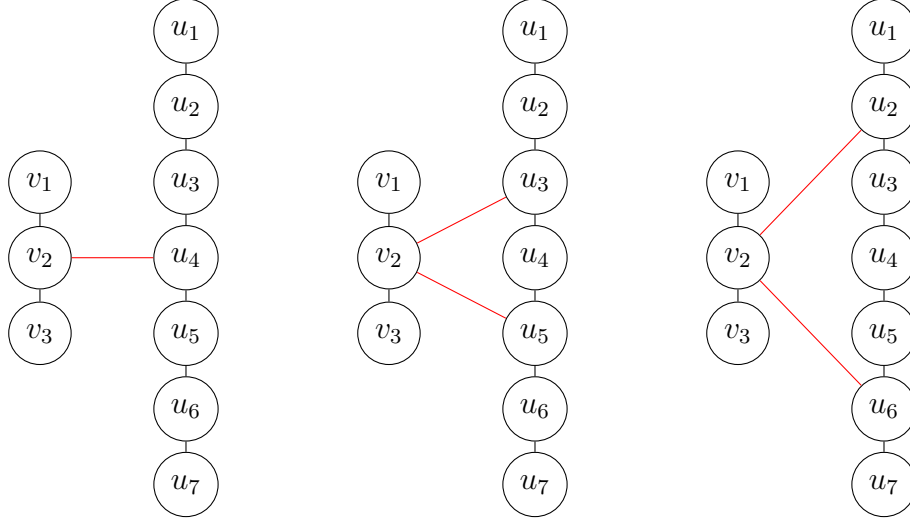 u1 u1 u1
u2 u2 u2
v1 u3 v1 u3 v1 u3
v2 u4 v2 u4 v2 u4
v3 u5 v3 u5 v3 u5
u6 u6 u6
u7 u7 u7